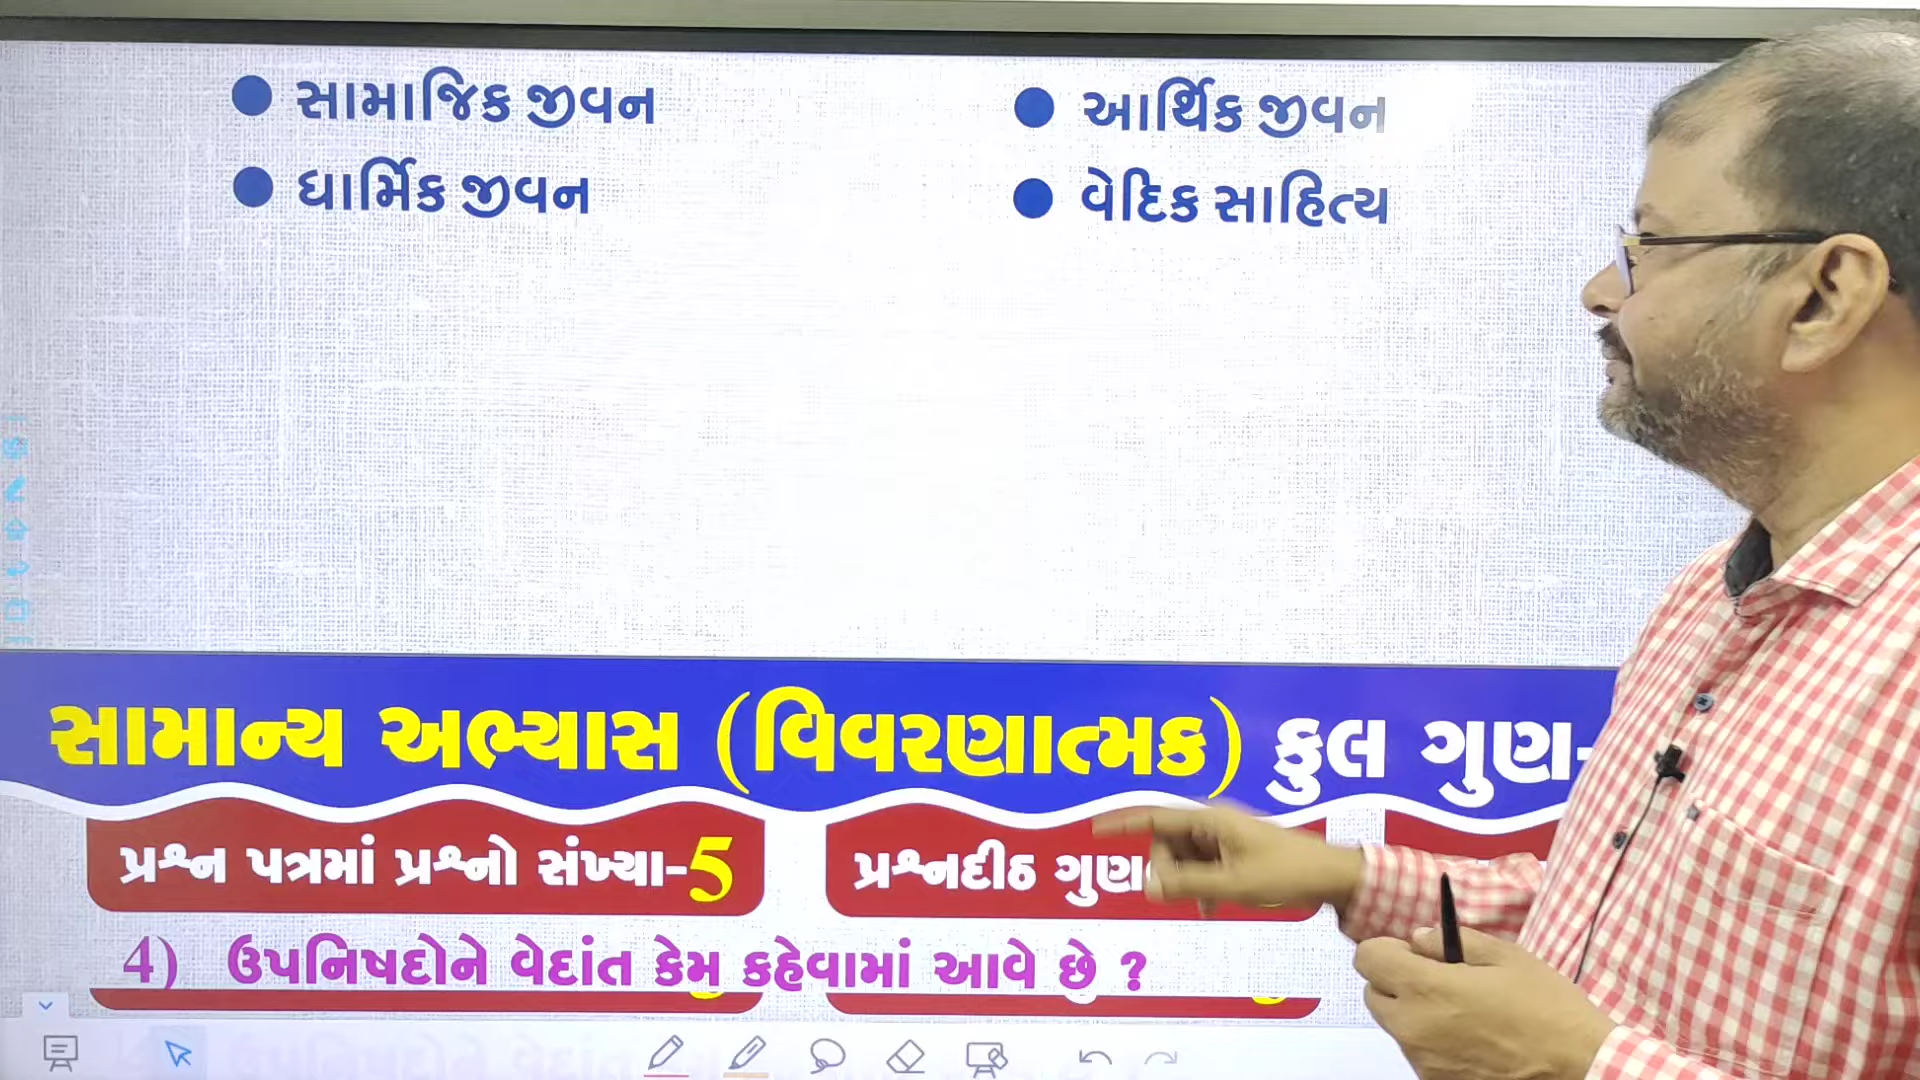 ● સામાજિક જીવન ● આર્થિક જીવન
● ધાર્મિક જીવન ● વેદિક સાહિત્ય
સામાન્ય અભ્યાસ (વિવરણાત્મક) કુલ ગુણ-
પ્રશ્ન પત્રમાં પ્રશ્નો સંખ્યા-5 પ્રશ્નદીઠ ગુણ
4) ઉપનિષદોને વેદાંત કેમ કહેવામાં આવે છે ?